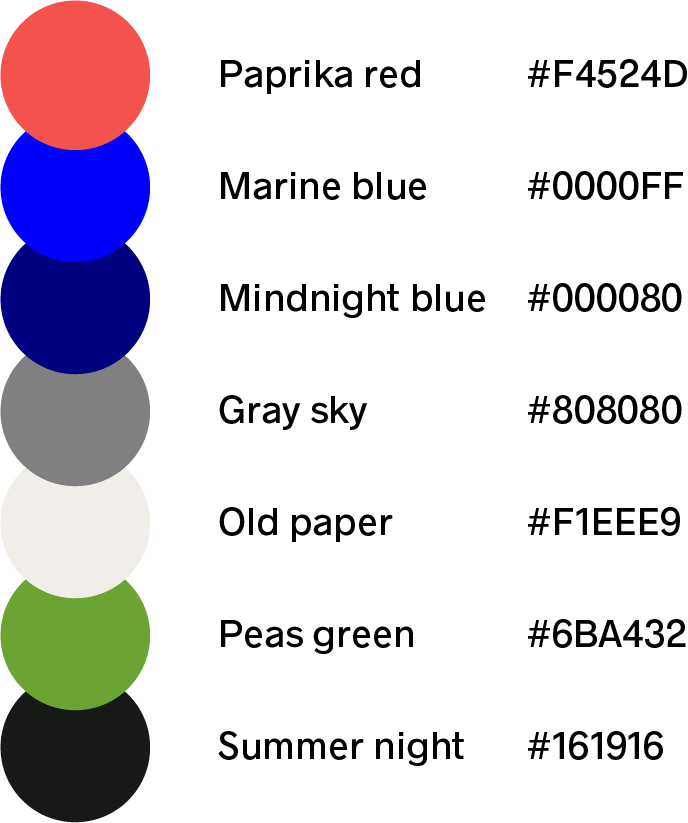 Paprika red #F4524D
Marine blue #0000FF
Mindnight blue #000080
Gray sky #808080
Old paper #F1EEE9
Peas green #6BA432
Summer night #161916